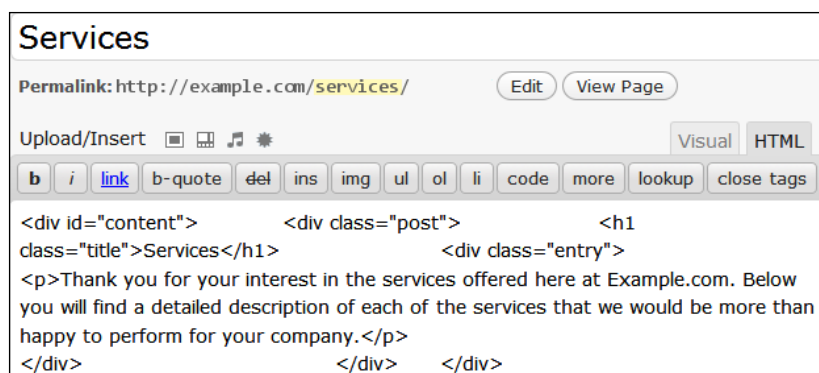 Services
Permalink: http://example.com/services/ Edit View Page
Upload/Insert Visual HTML
b i link b-quote del ins img ul ol li code more lookup close tags
<div id="content"> <div class="post"> <h1
class="title">Services</h1> <div class="entry">
<p>Thank you for your interest in the services offered here at Example.com. Below
you will find a detailed description of each of the services that we would be more than
happy to perform for your company.</p>
</div> </div> </div>